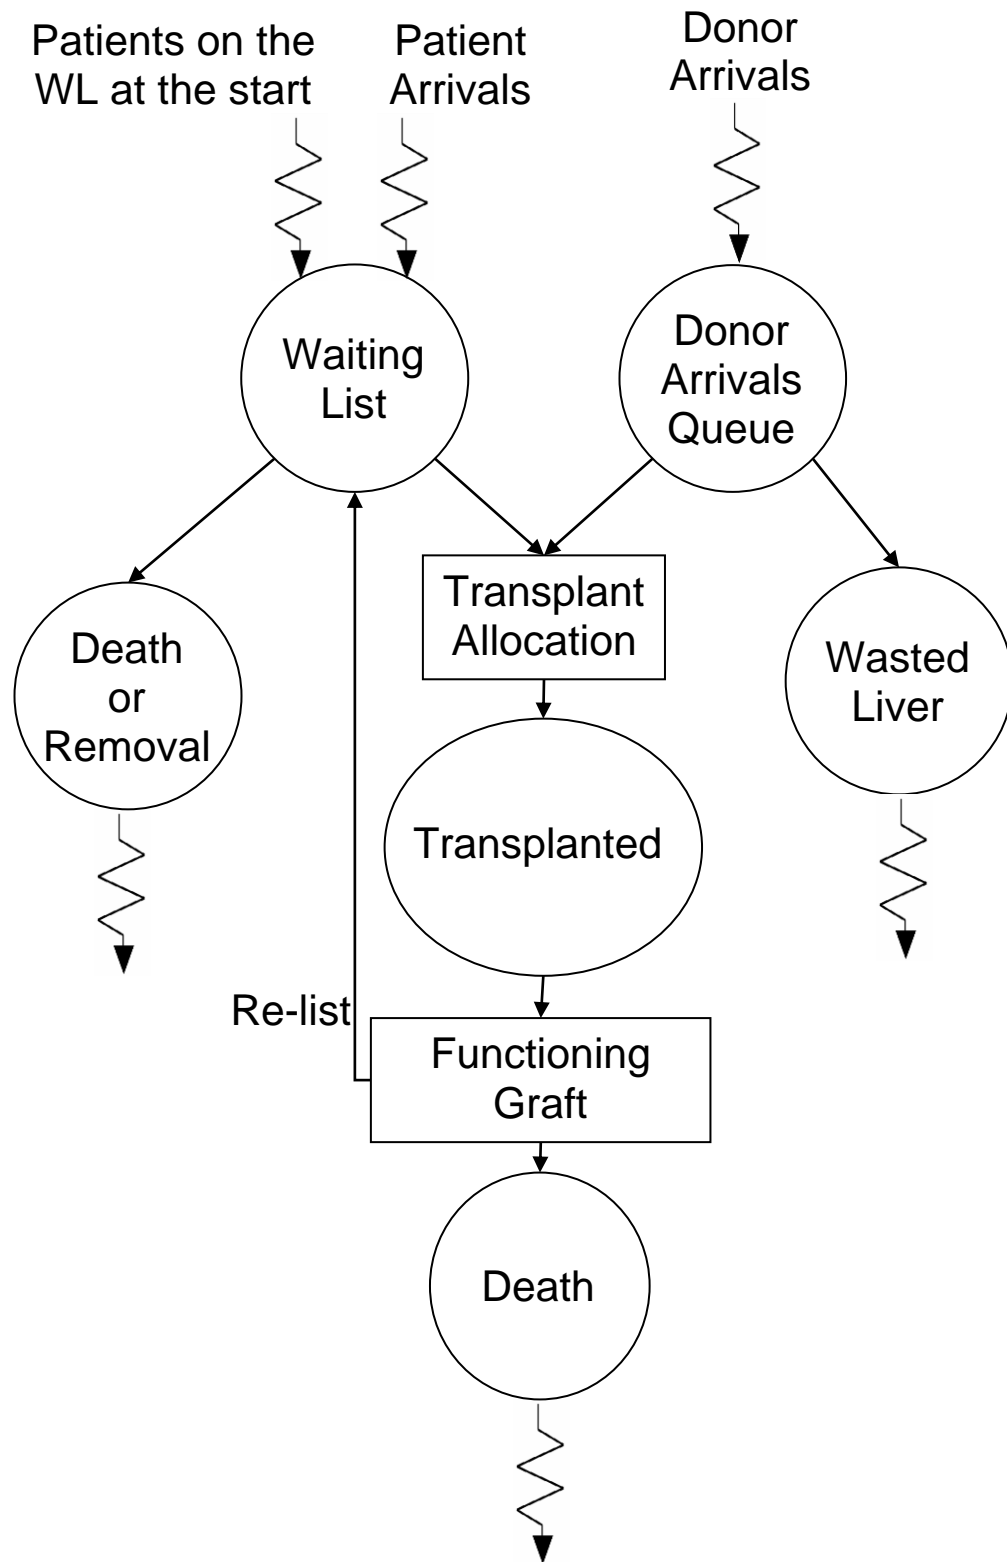 Patients on the
WL at the start
Patient
Arrivals
Donor
Arrivals
Waiting
List
Donor
Arrivals
Queue
Death
or
Removal
Transplant
Allocation
Wasted
Liver
Transplanted
Re-list
Functioning
Graft
Death